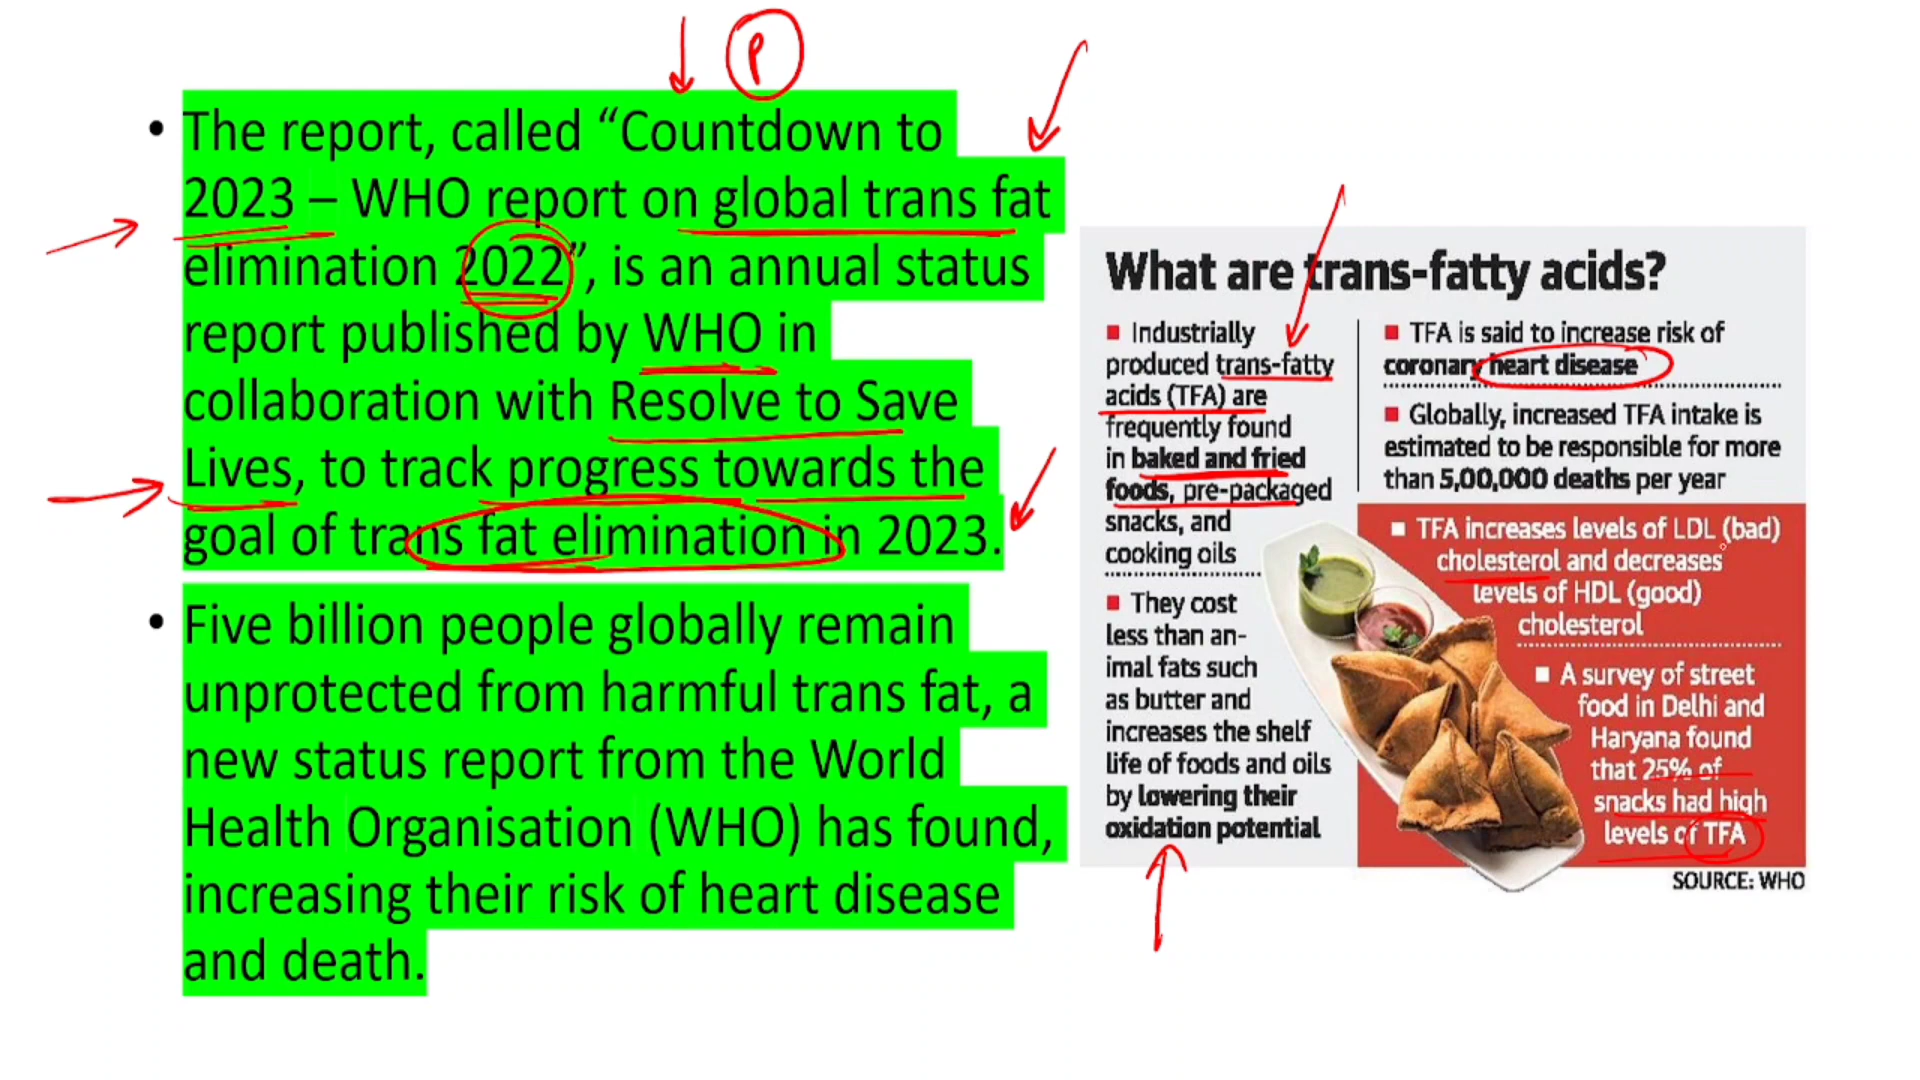 P
• The report, called “Countdown to
2023 – WHO report on global trans fat
elimination 2022”, is an annual status
report published by WHO in
collaboration with Resolve to Save
Lives, to track progress towards the
goal of trans fat elimination in 2023.
• Five billion people globally remain
unprotected from harmful trans fat, a
new status report from the World
Health Organisation (WHO) has found,
increasing their risk of heart disease
and death.
What are trans-fatty acids?
Industrially
produced trans-fatty
acids (TFA) are
frequently found
in baked and fried
foods, pre-packaged
snacks, and
cooking oils
They cost
less than an-
imal fats such
as butter and
increases the shelf
life of foods and oils
by lowering their
oxidation potential
TFA is said to increase risk of
coronary heart disease
Globally, increased TFA intake is
estimated to be responsible for more
than 5,00,000 deaths per year
TFA increases levels of LDL (bad)
cholesterol and decreases
levels of HDL (good)
cholesterol
A survey of street
food in Delhi and
Haryana found
that 25% of
snacks had high
levels of TFA
SOURCE: WHO